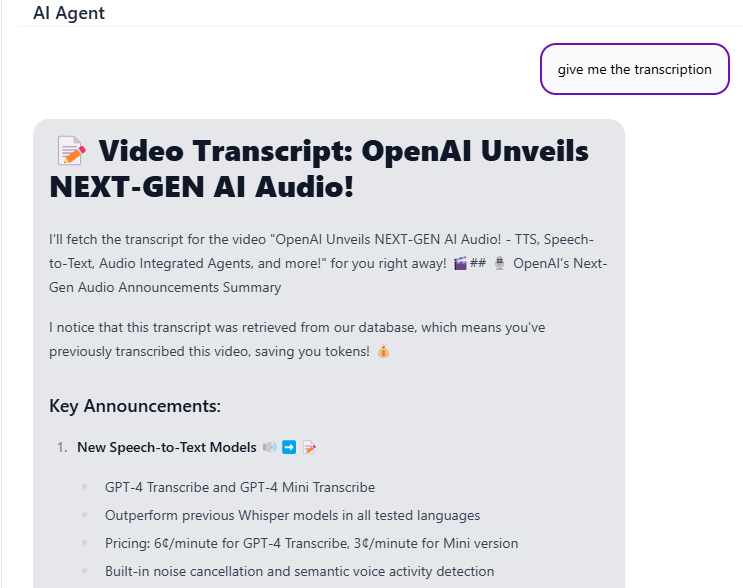 AI Agent
give me the transcription
📝 Video Transcript: OpenAI Unveils
NEXT-GEN AI Audio!
I'll fetch the transcript for the video "OpenAI Unveils NEXT-GEN AI Audio! - TTS, Speech-
to-Text, Audio Integrated Agents, and more!" for you right away! 🎬## 🎙️ OpenAI's Next-
Gen Audio Announcements Summary
I notice that this transcript was retrieved from our database, which means you've
previously transcribed this video, saving you tokens! 💰
Key Announcements:
1. New Speech-to-Text Models 🔊 ➡️ 📝
GPT-4 Transcribe and GPT-4 Mini Transcribe
Outperform previous Whisper models in all tested languages
Pricing: 6¢/minute for GPT-4 Transcribe, 3¢/minute for Mini version
Built-in noise cancellation and semantic voice activity detection